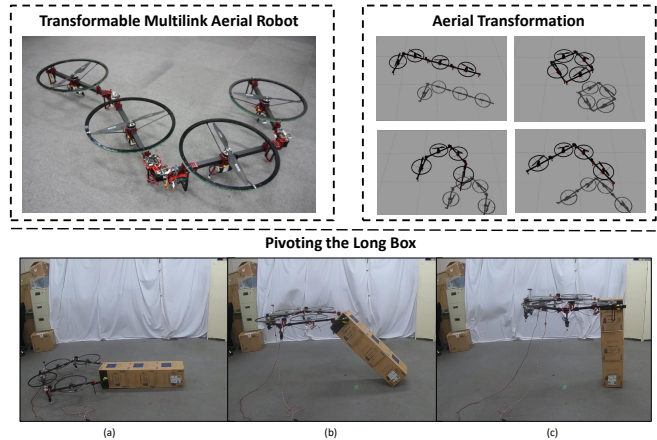 Transformable Multilink Aerial Robot
Aerial Transformation
Pivoting the Long Box
(a)
(b)
(c)